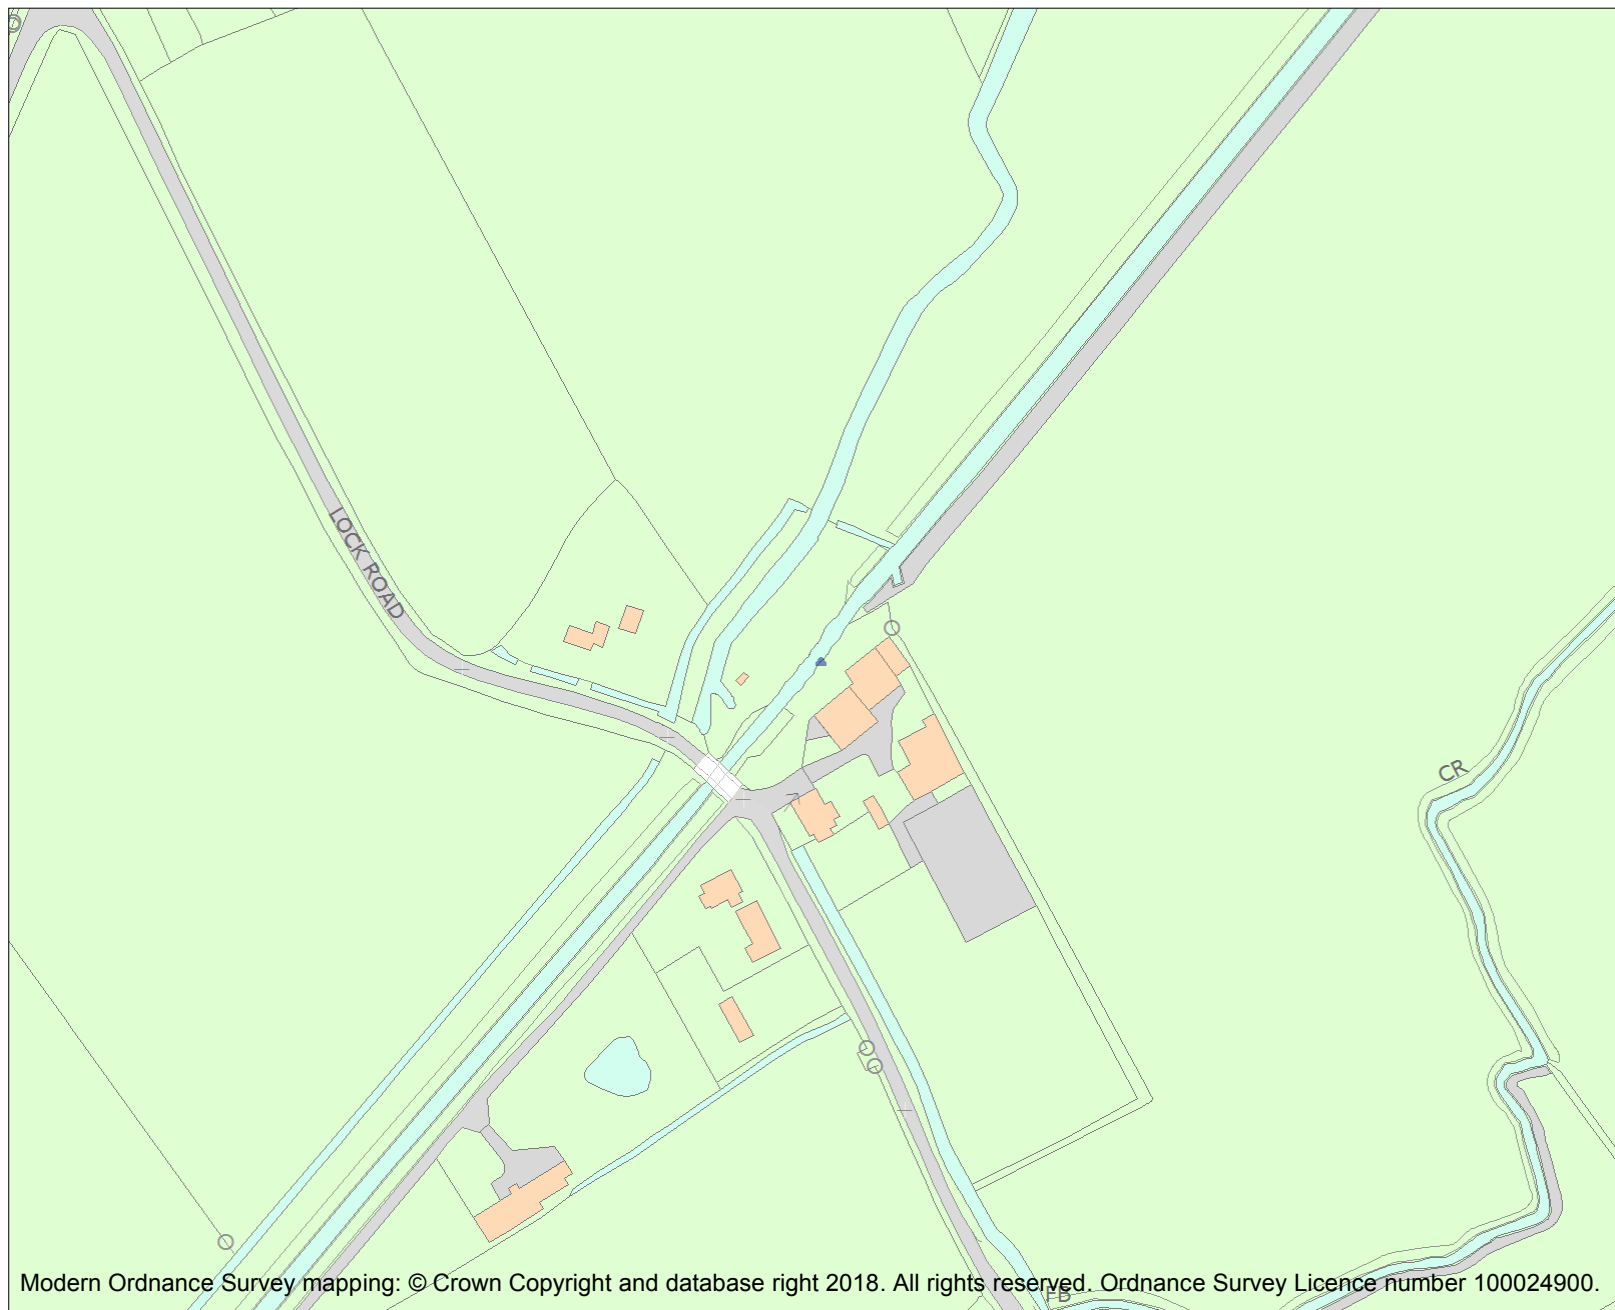 LOCK ROAD
CR
FB
Modern Ordnance Survey mapping: © Crown Copyright and database right 2018. All rights reserved. Ordnance Survey Licence number 100024900.